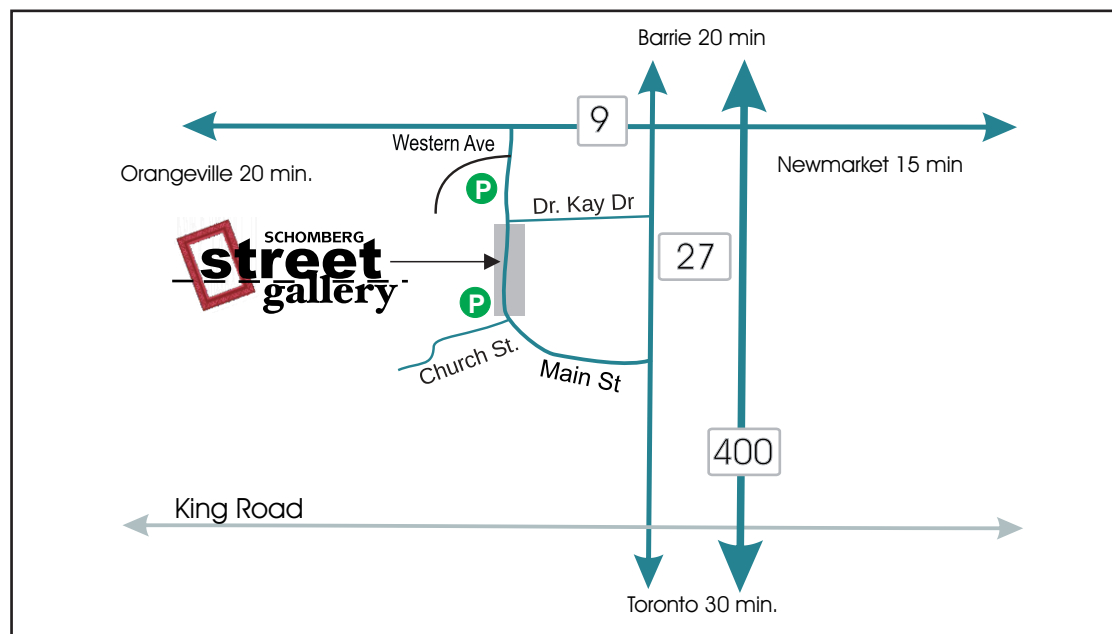 Barrie 20 min
9
Western Ave
Newmarket 15 min
Orangeville 20 min.
P
Dr. Kay Dr
SCHOMBERG
street
gallery
27
P
Church St.
Main St
400
King Road
Toronto 30 min.